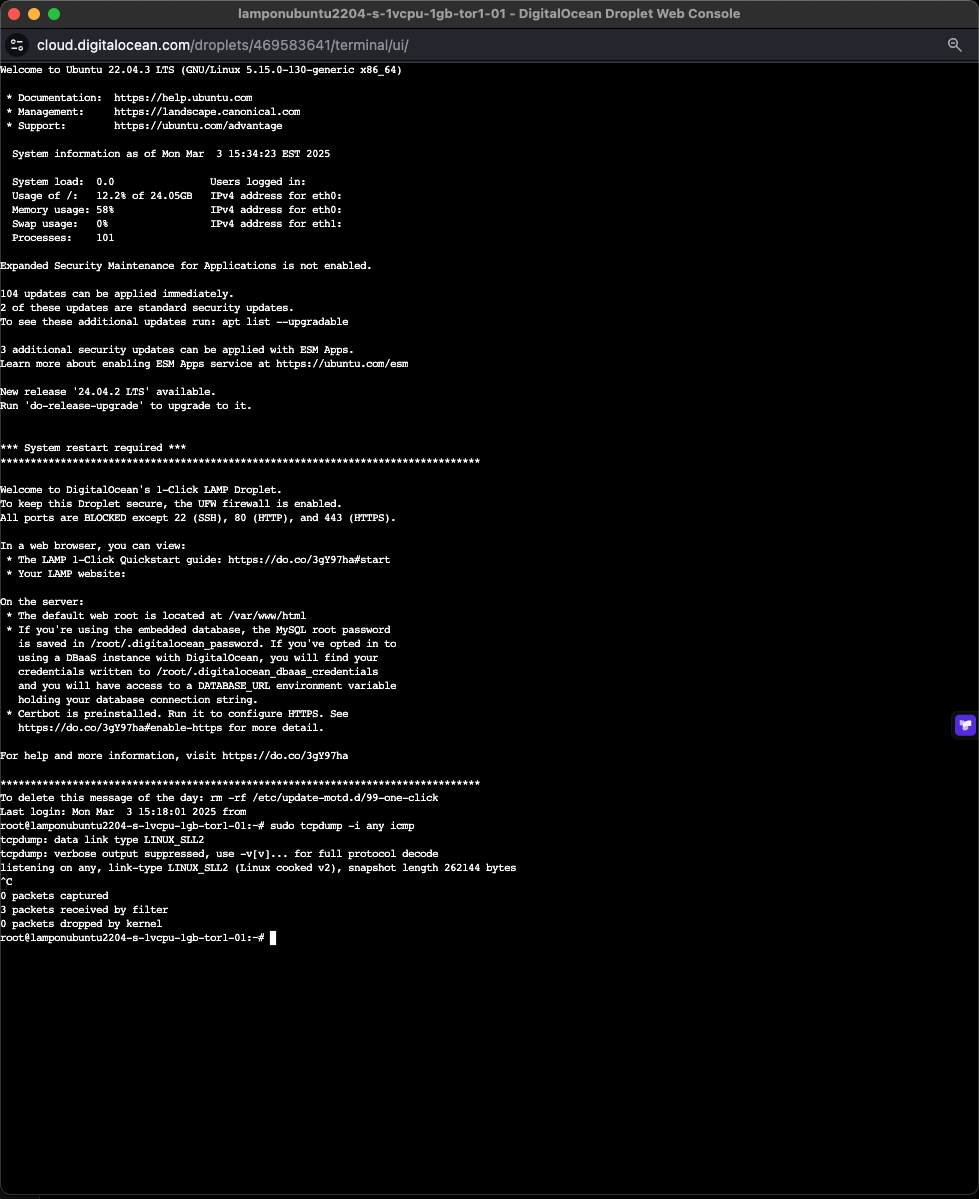 lamponubuntu2204-s-1vcpu-1gb-tor1-01 - DigitalOcean Droplet Web Console
cloud.digitalocean.com/droplets/469583641/terminal/ui/
Welcome to Ubuntu 22.04.3 LTS (GNU/Linux 5.15.0-130-generic x86_64)
* Documentation:  https://help.ubuntu.com
* Management:     https://landscape.canonical.com
* Support:        https://ubuntu.com/advantage
System information as of Mon Mar  3 15:34:23 EST 2025
System load:  0.0                Users logged in:
Usage of /:   12.2% of 24.05GB   IPv4 address for eth0:
Memory usage: 58%                IPv4 address for eth0:
Swap usage:   0%                 IPv4 address for eth1:
Processes:    101
Expanded Security Maintenance for Applications is not enabled.
104 updates can be applied immediately.
2 of these updates are standard security updates.
To see these additional updates run: apt list --upgradable
3 additional security updates can be applied with ESM Apps.
Learn more about enabling ESM Apps service at https://ubuntu.com/esm
New release '24.04.2 LTS' available.
Run 'do-release-upgrade' to upgrade to it.
*** System restart required ***
********************************************************************************
Welcome to DigitalOcean's 1-Click LAMP Droplet.
To keep this Droplet secure, the UFW firewall is enabled.
All ports are BLOCKED except 22 (SSH), 80 (HTTP), and 443 (HTTPS).
In a web browser, you can view:
* The LAMP 1-Click Quickstart guide: https://do.co/3gY97ha#start
* Your LAMP website:
On the server:
* The default web root is located at /var/www/html
* If you're using the embedded database, the MySQL root password
is saved in /root/.digitalocean_password. If you've opted in to
using a DBaaS instance with DigitalOcean, you will find your
credentials written to /root/.digitalocean_dbaas_credentials
and you will have access to a DATABASE_URL environment variable
holding your database connection string.
* Certbot is preinstalled. Run it to configure HTTPS. See
https://do.co/3gY97ha#enable-https for more detail.
For help and more information, visit https://do.co/3gY97ha
********************************************************************************
To delete this message of the day: rm -rf /etc/update-motd.d/99-one-click
Last login: Mon Mar  3 15:18:01 2025 from
root@lamponubuntu2204-s-1vcpu-1gb-tor1-01:~# sudo tcpdump -i any icmp
tcpdump: data link type LINUX_SLL2
tcpdump: verbose output suppressed, use -v[v]... for full protocol decode
listening on any, link-type LINUX_SLL2 (Linux cooked v2), snapshot length 262144 bytes
^C
0 packets captured
3 packets received by filter
0 packets dropped by kernel
root@lamponubuntu2204-s-1vcpu-1gb-tor1-01:~#